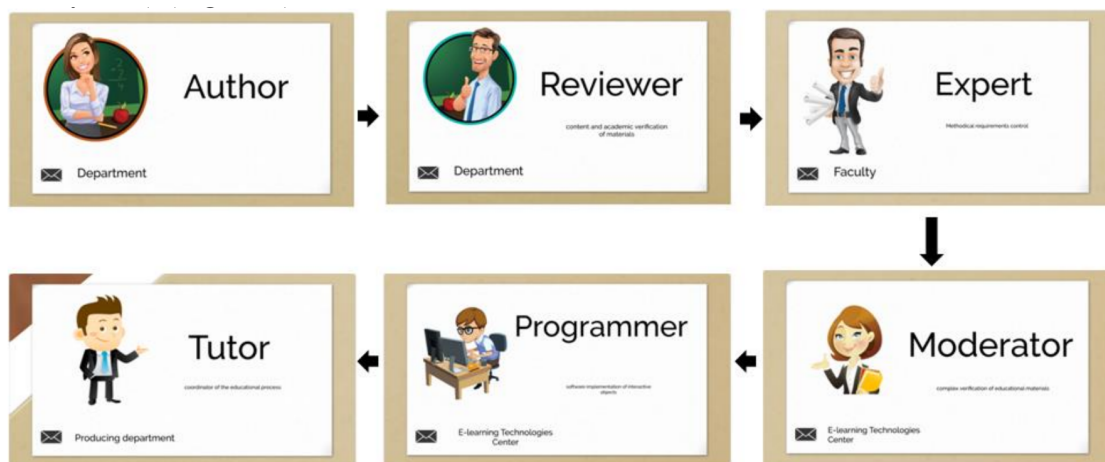 Author
Department
Reviewer
content and academic verification
of materials
Department
Expert
Methodical requirements control
Faculty
Tutor
coordinator of the educational process
Producing department
Programmer
software implementation of interactive
objects
E-learning Technologies
Center
Moderator
complex verification of educational materials
E-learning Technologies
Center